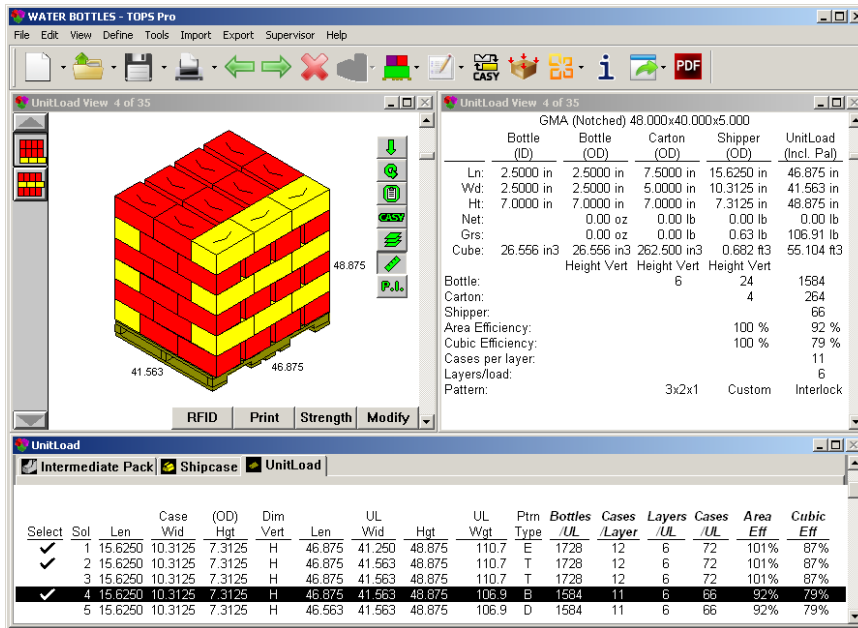 WATER BOTTLES - TOPS Pro
File Edit View Define Tools Import Export Supervisor Help
CASY i PDF
UnitLoad View 4 of 35
CASY
P.I.
48.875
41.563
46.875
RFID Print Strength Modify
UnitLoad View 4 of 35
GMA (Notched) 48.000x40.000x5.000
Bottle Bottle Carton Shipper UnitLoad
(ID) (OD) (OD) (OD) (Incl. Pal)
Ln: 2.5000 in 2.5000 in 7.5000 in 15.6250 in 46.875 in
Wd: 2.5000 in 2.5000 in 5.0000 in 10.3125 in 41.563 in
Ht: 7.0000 in 7.0000 in 7.0000 in 7.3125 in 48.875 in
Net: 0.00 oz 0.00 lb 0.00 lb 0.00 lb
Grs: 0.00 oz 0.00 lb 0.63 lb 106.91 lb
Cube: 26.556 in3 26.556 in3 262.500 in3 0.682 ft3 55.104 ft3
Height Vert Height Vert Height Vert
Bottle: 6 24 1584
Carton: 4 264
Shipper: 66
Area Efficiency: 100 % 92 %
Cubic Efficiency: 100 % 79 %
Cases per layer: 11
Layers/load: 6
Pattern: 3x2x1 Custom Interlock
UnitLoad
Intermediate Pack Shipcase UnitLoad
Case (OD) Dim UL UL Ptrn Bottles Cases Layers Cases Area Cubic
Select Sol Len Wid Hgt Vert Len Wid Hgt Wgt Type /UL /Layer /UL /UL Eff Eff
1 15.6250 10.3125 7.3125 H 46.875 41.250 48.875 110.7 E 1728 12 6 72 101% 87%
2 15.6250 10.3125 7.3125 H 46.875 41.563 48.875 110.7 T 1728 12 6 72 101% 87%
3 15.6250 10.3125 7.3125 H 46.875 41.563 48.875 110.7 T 1728 12 6 72 101% 87%
4 15.6250 10.3125 7.3125 H 46.875 41.563 48.875 106.9 B 1584 11 6 66 92% 79%
5 15.6250 10.3125 7.3125 H 46.563 41.563 48.875 106.9 D 1584 11 6 66 92% 79%